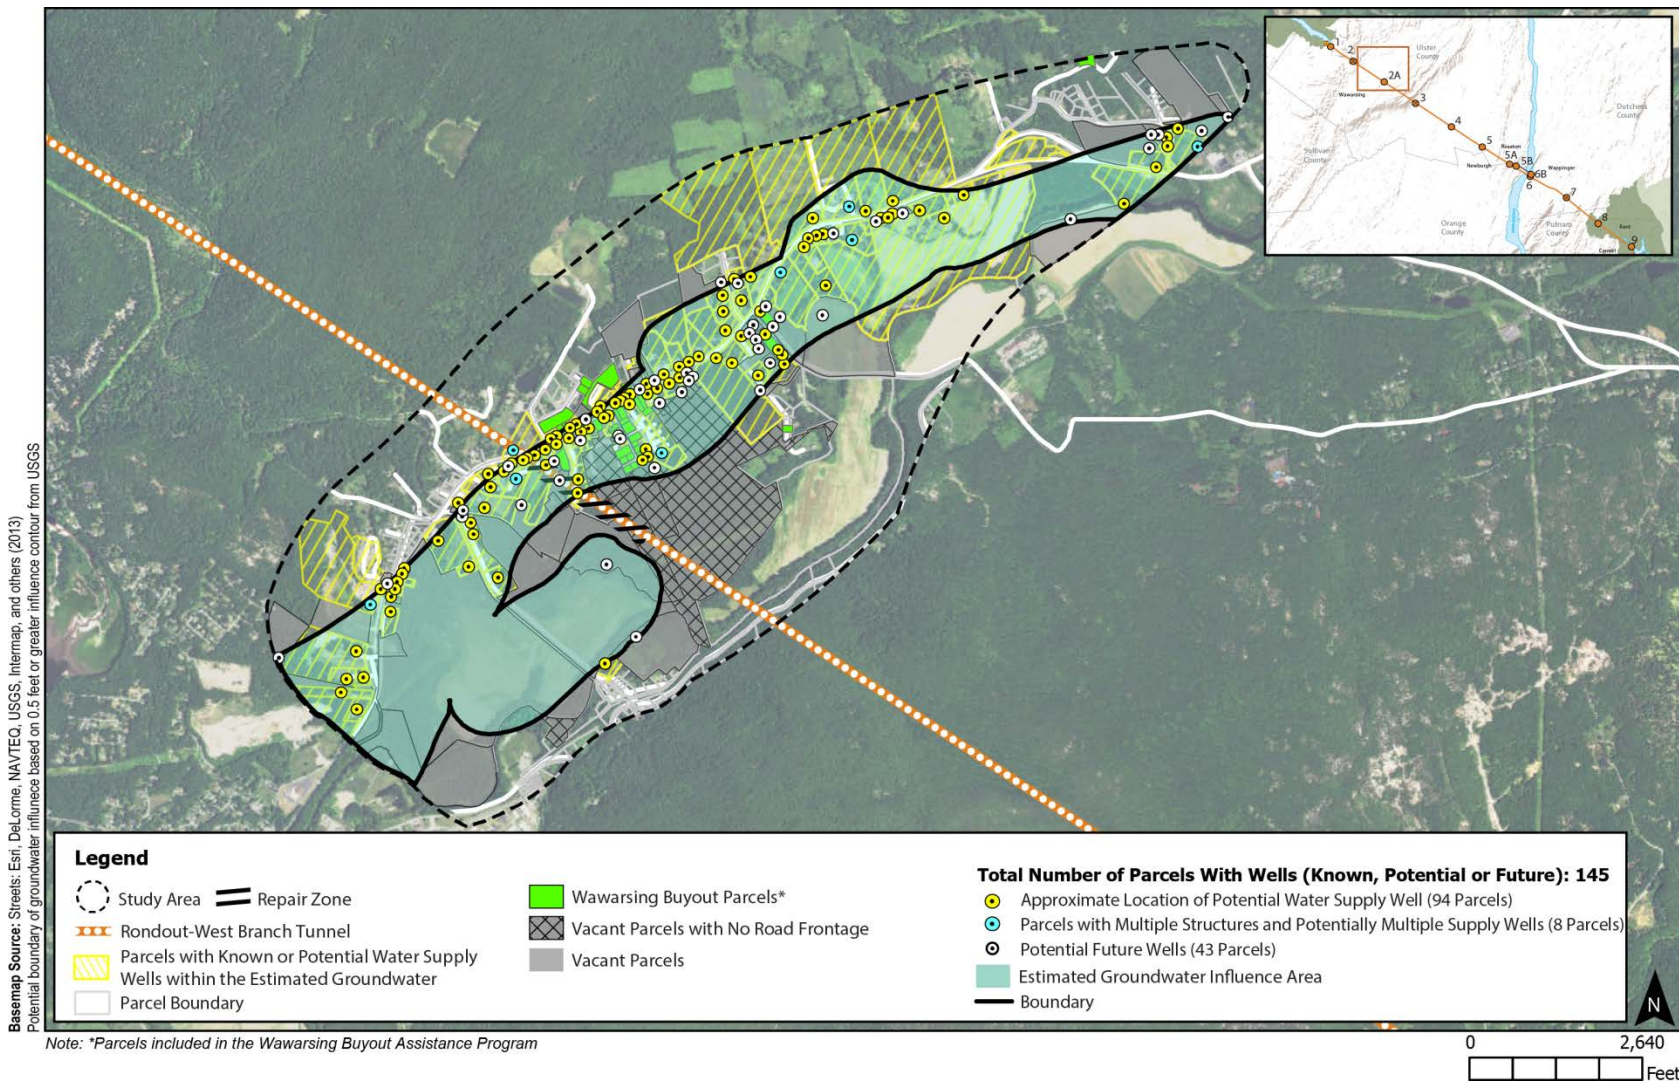 1
2
2A
3
4
5
5A
5B
6B
6
7
8
9
Ulster
County
Wawarsing
Sullivan
County
Newburgh
Wappinger
Dutchess
County
Orange
County
Putnam
County
Kent
Carmel
Basemap Source: Streets: Esri, DeLorme, NAVTEQ, USGS, Intermap, and others (2013)
Potential boundary of groundwater influnece based on 0.5 feet or greater influence contour from USGS
Legend
Study Area
Repair Zone
Rondout-West Branch Tunnel
Parcels with Known or Potential Water Supply
Wells within the Estimated Groundwater
Parcel Boundary
Wawarsing Buyout Parcels*
Vacant Parcels with No Road Frontage
Vacant Parcels
Total Number of Parcels With Wells (Known, Potential or Future): 145
Approximate Location of Potential Water Supply Well (94 Parcels)
Parcels with Multiple Structures and Potentially Multiple Supply Wells (8 Parcels)
Potential Future Wells (43 Parcels)
Estimated Groundwater Influence Area
Boundary
N
Note: *Parcels included in the Wawarsing Buyout Assistance Program
0 2,640
Feet